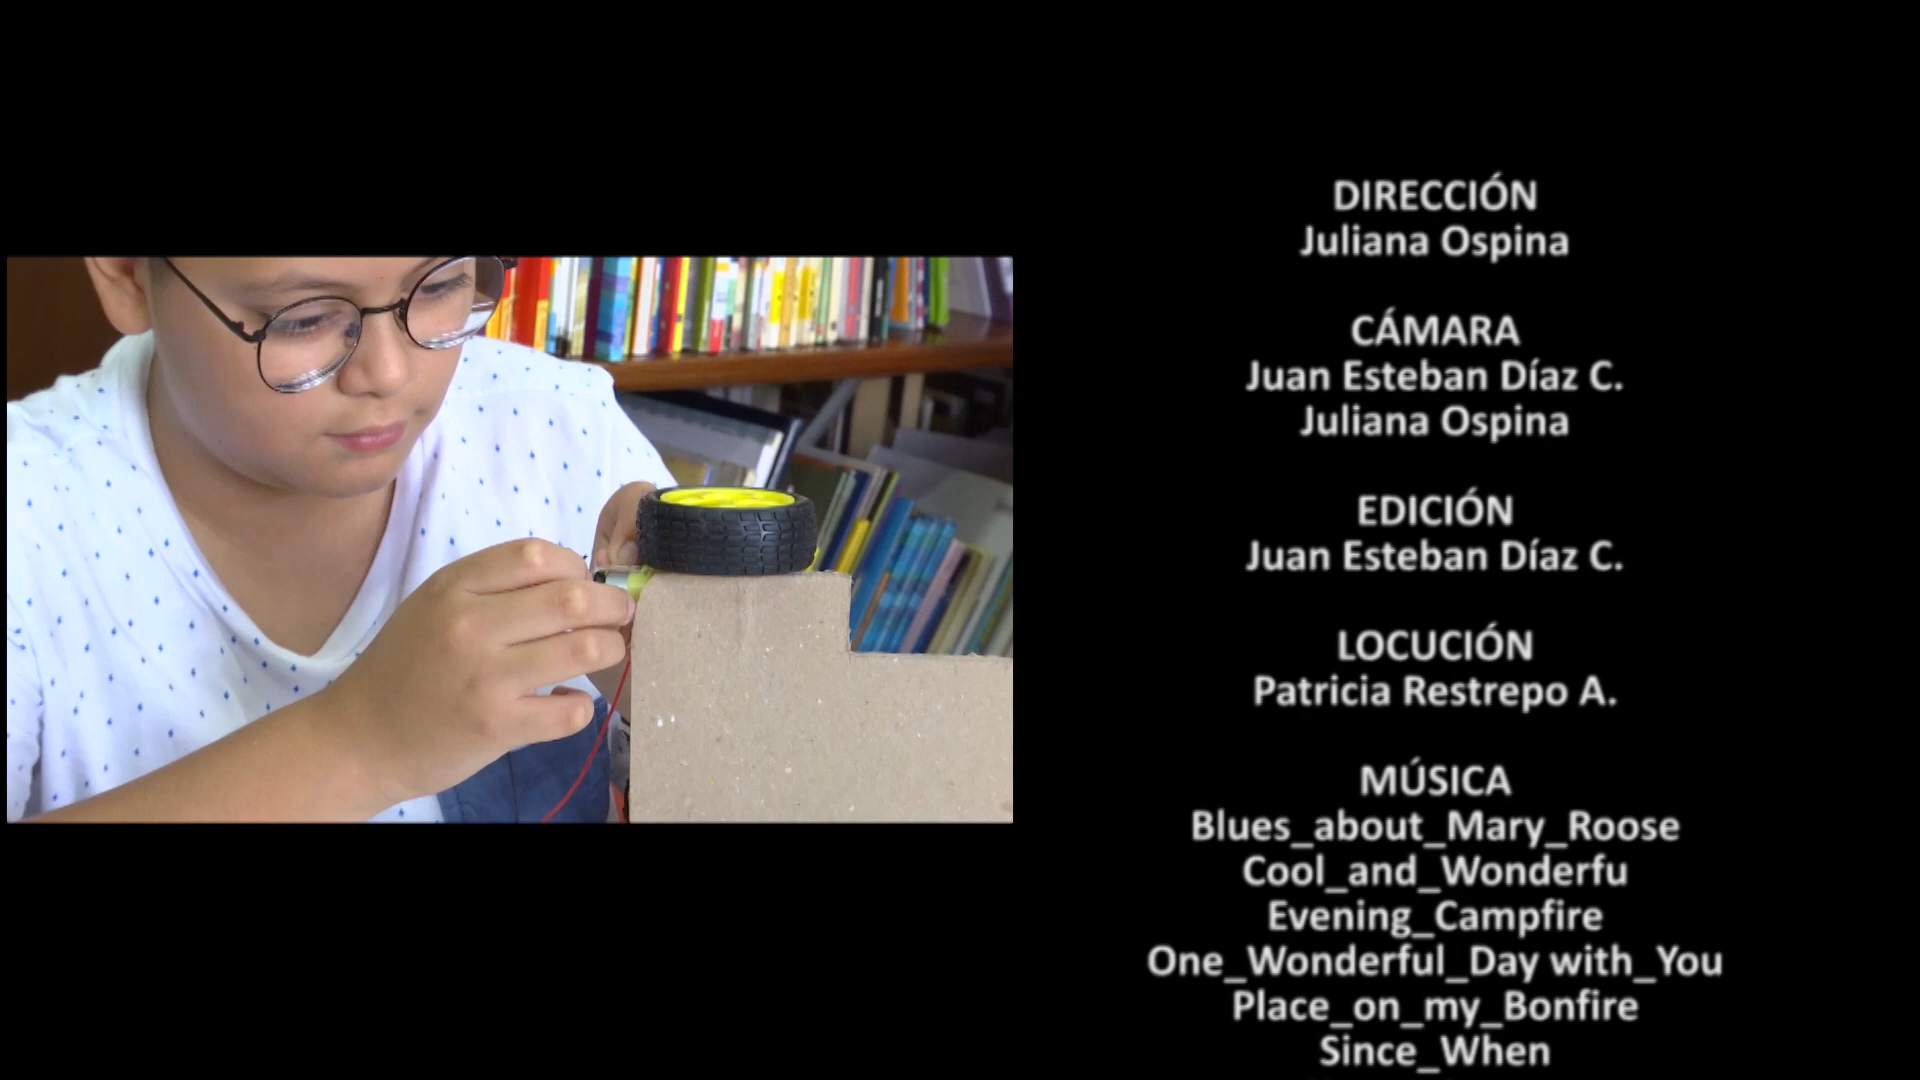 DIRECCIÓN
Juliana Ospina
CÁMARA
Juan Esteban Díaz C.
Juliana Ospina
EDICIÓN
Juan Esteban Díaz C.
LOCUCIÓN
Patricia Restrepo A.
MÚSICA
Blues_about_Mary_Roose
Cool_and_Wonderfu
Evening_Campfire
One_Wonderful_Day with_You
Place_on_my_Bonfire
Since_When